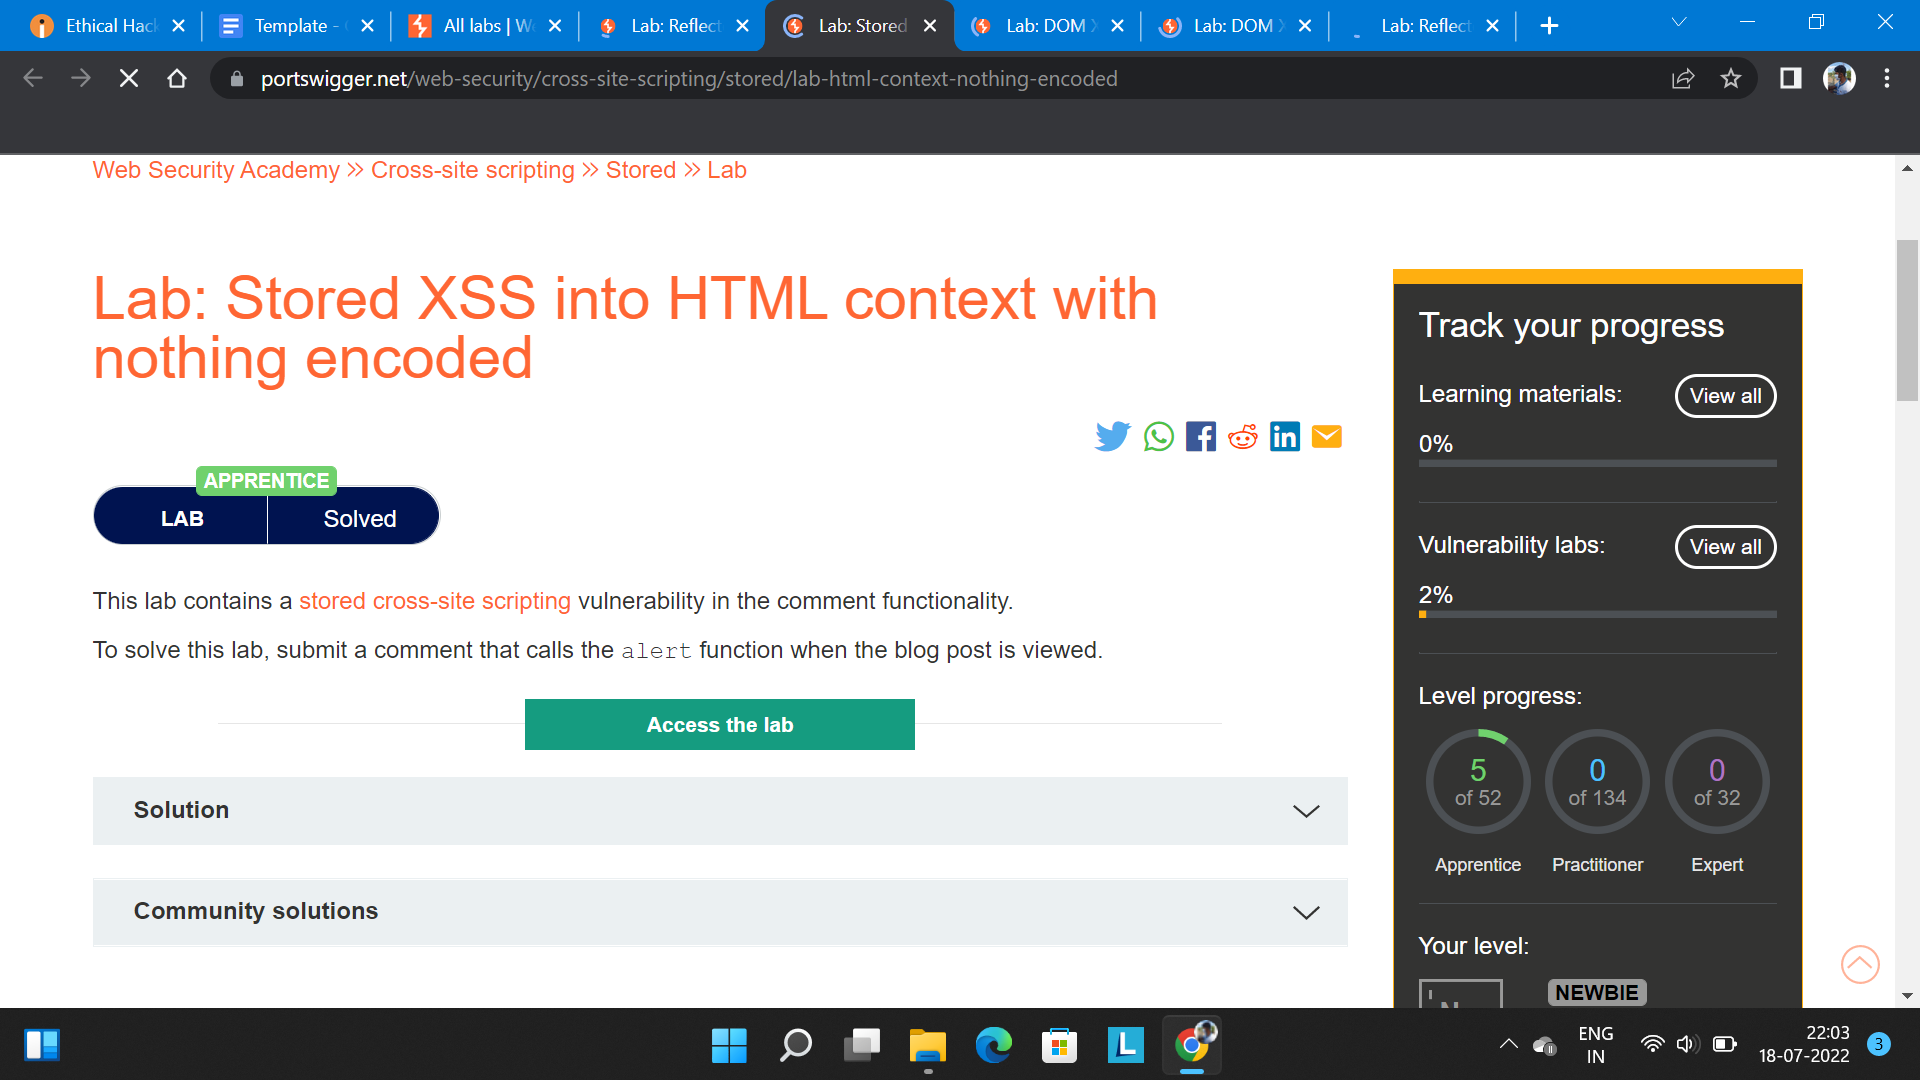 Ethical Hack
Template -
All labs | We
Lab: Reflect
Lab: Stored
Lab: DOM X
Lab: DOM X
Lab: Reflect
portswigger.net/web-security/cross-site-scripting/stored/lab-html-context-nothing-encoded
Web Security Academy » Cross-site scripting » Stored » Lab
Lab: Stored XSS into HTML context with
nothing encoded
APPRENTICE
LAB
Solved
This lab contains a stored cross-site scripting vulnerability in the comment functionality.
To solve this lab, submit a comment that calls the alert function when the blog post is viewed.
Access the lab
Solution
Community solutions
Track your progress
Learning materials:
View all
0%
Vulnerability labs:
View all
2%
Level progress:
5
of 52
0
of 134
0
of 32
Apprentice
Practitioner
Expert
Your level:
NEWBIE
ENG
IN
22:03
18-07-2022
3